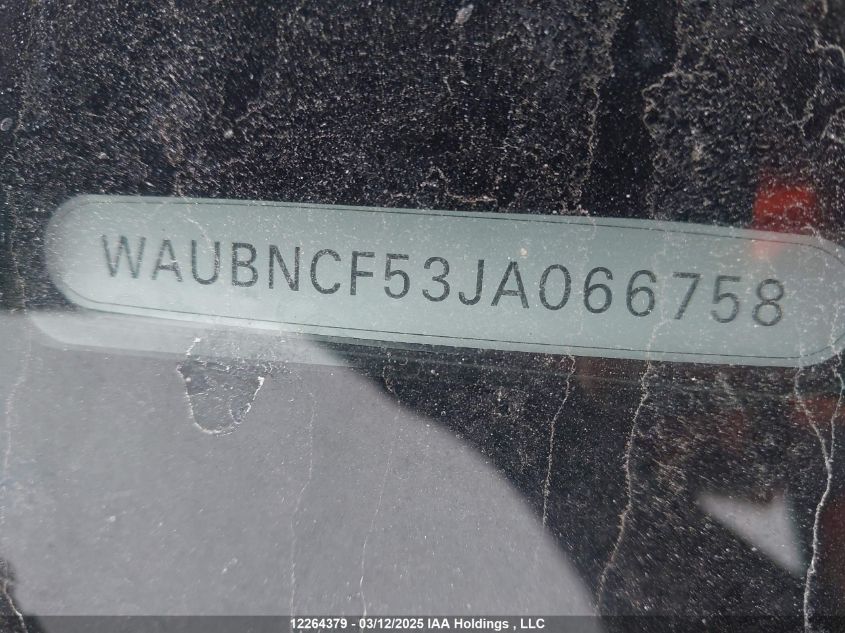 WAUBNCF53JA066758
12264379 - 03/12/2025 IAA Holdings , LLC